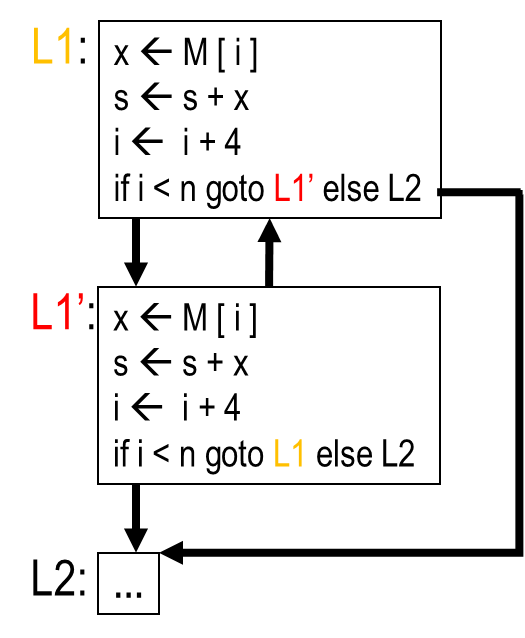 L1:
x ← M [ i ]
s ← s + x
i ← i + 4
if i < n goto L1’ else L2
L1’:
x ← M [ i ]
s ← s + x
i ← i + 4
if i < n goto L1 else L2
L2:
...